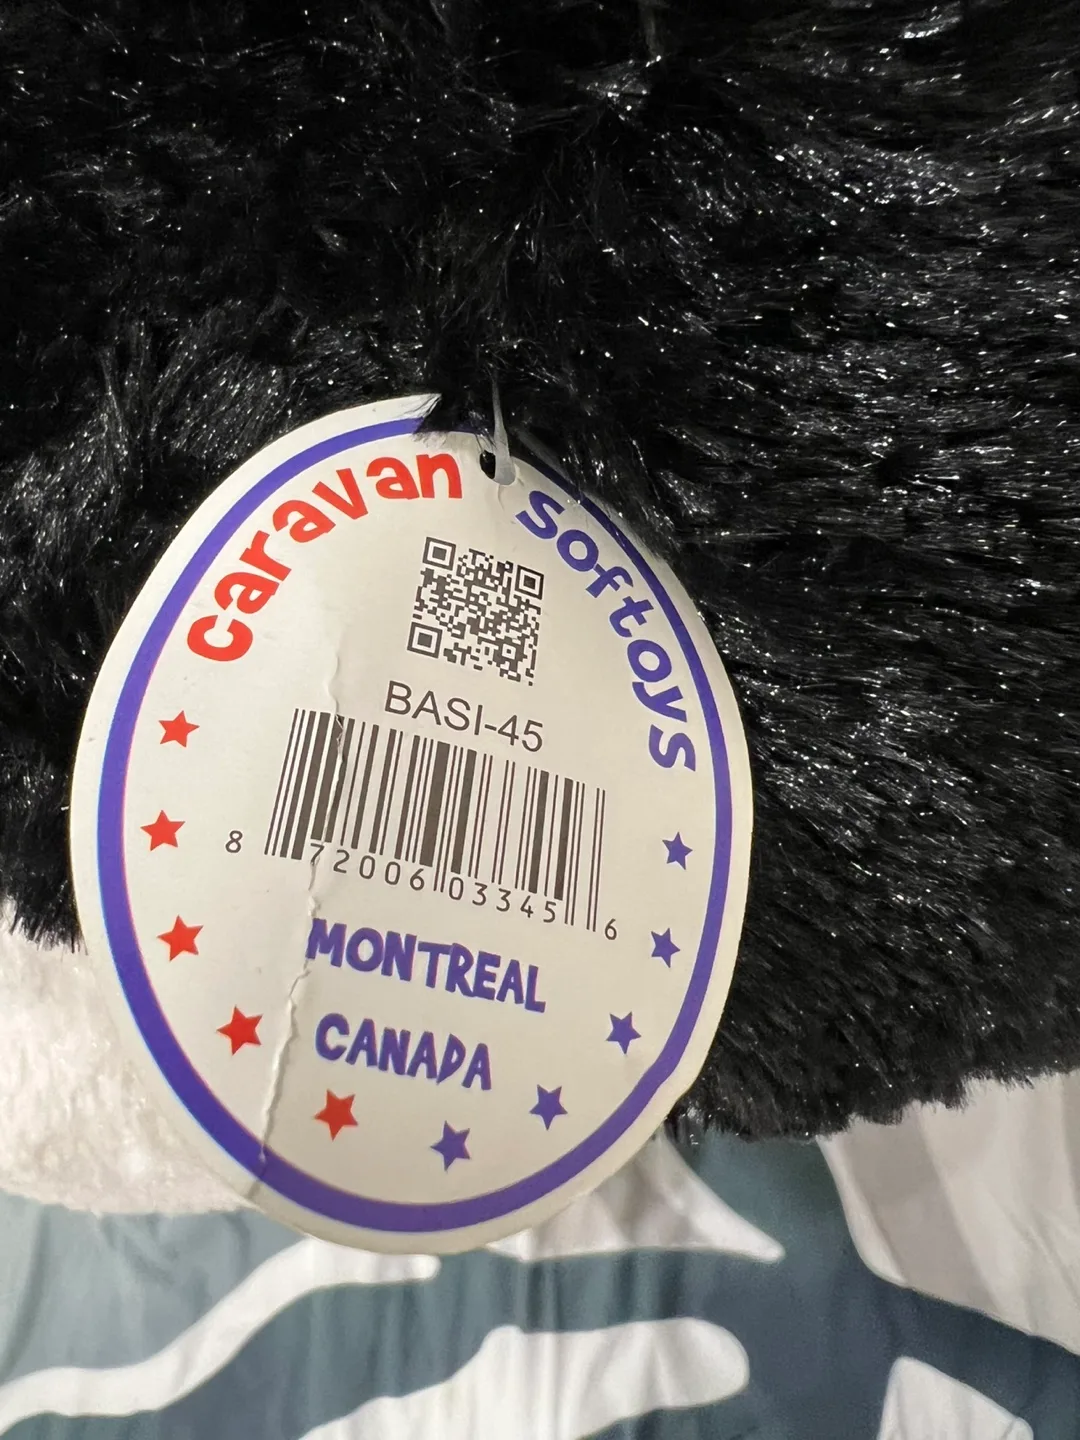 caravan softoys
BASI-45
8 72006 03345 6
MONTREAL
CANADA